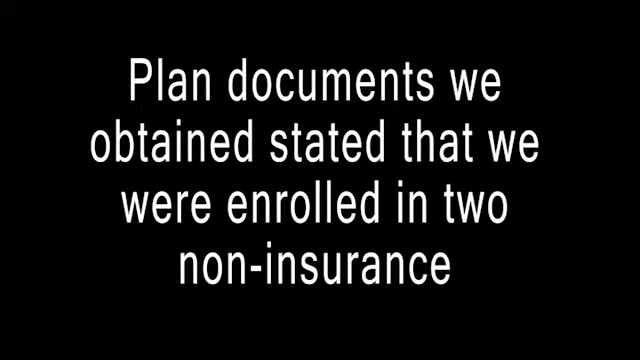 Plan documents we
obtained stated that we
were enrolled in two
non-insurance